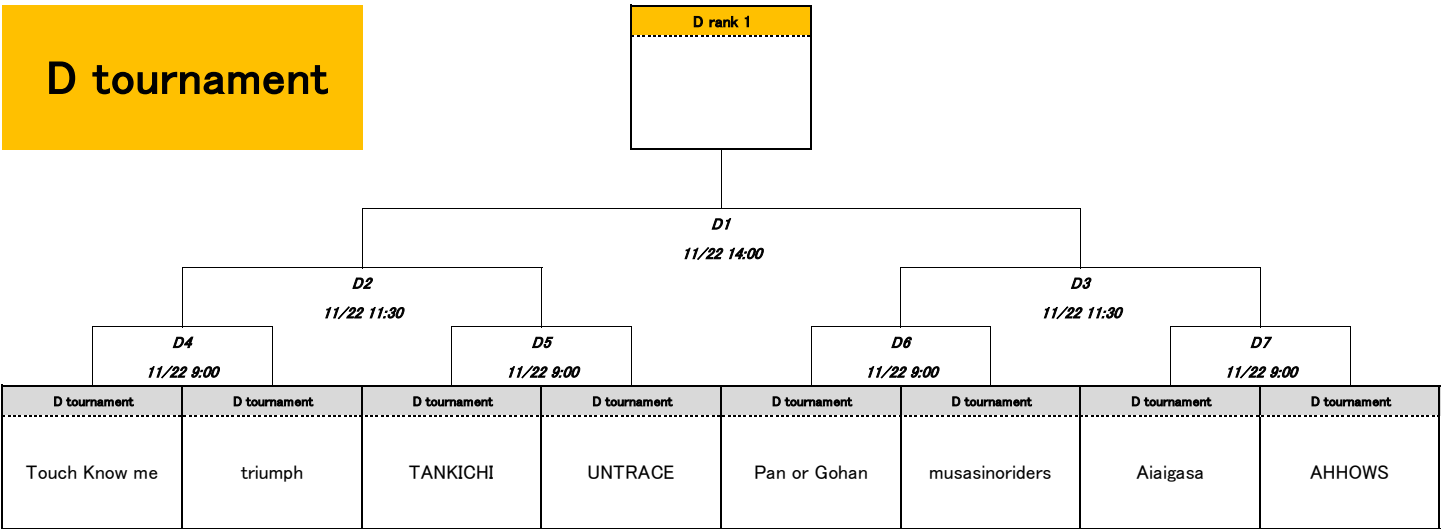 D tournament
D rank 1
D1
11/22 14:00
D2
11/22 11:30
D3
11/22 11:30
D4
11/22 9:00
D5
11/22 9:00
D6
11/22 9:00
D7
11/22 9:00
D tournament D tournament D tournament D tournament D tournament D tournament D tournament D tournament
Touch Know me triumph TANKICHI UNTRACE Pan or Gohan musasinoriders Aiaigasa AHHOWS